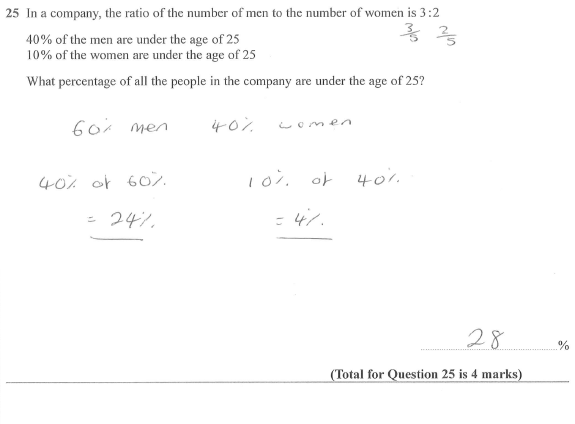 25 In a company, the ratio of the number of men to the number of women is 3:2
3/5 2/5
40% of the men are under the age of 25
10% of the women are under the age of 25
What percentage of all the people in the company are under the age of 25?
60% men 40% women
40% of 60% 10% of 40%
= 24% = 4%
28 %
(Total for Question 25 is 4 marks)